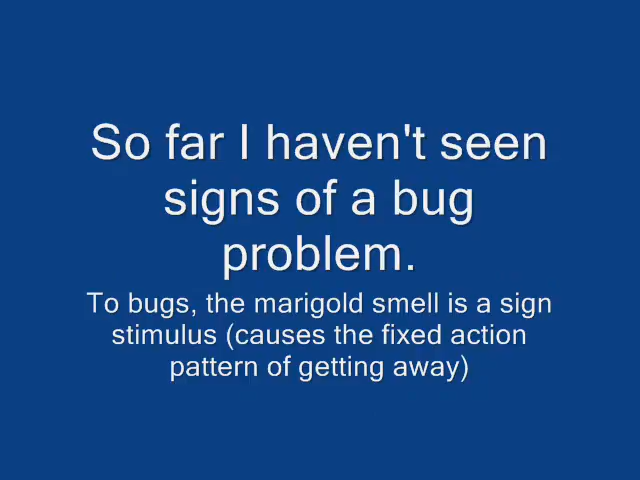 So far I haven't seen
signs of a bug
problem.
To bugs, the marigold smell is a sign
stimulus (causes the fixed action
pattern of getting away)